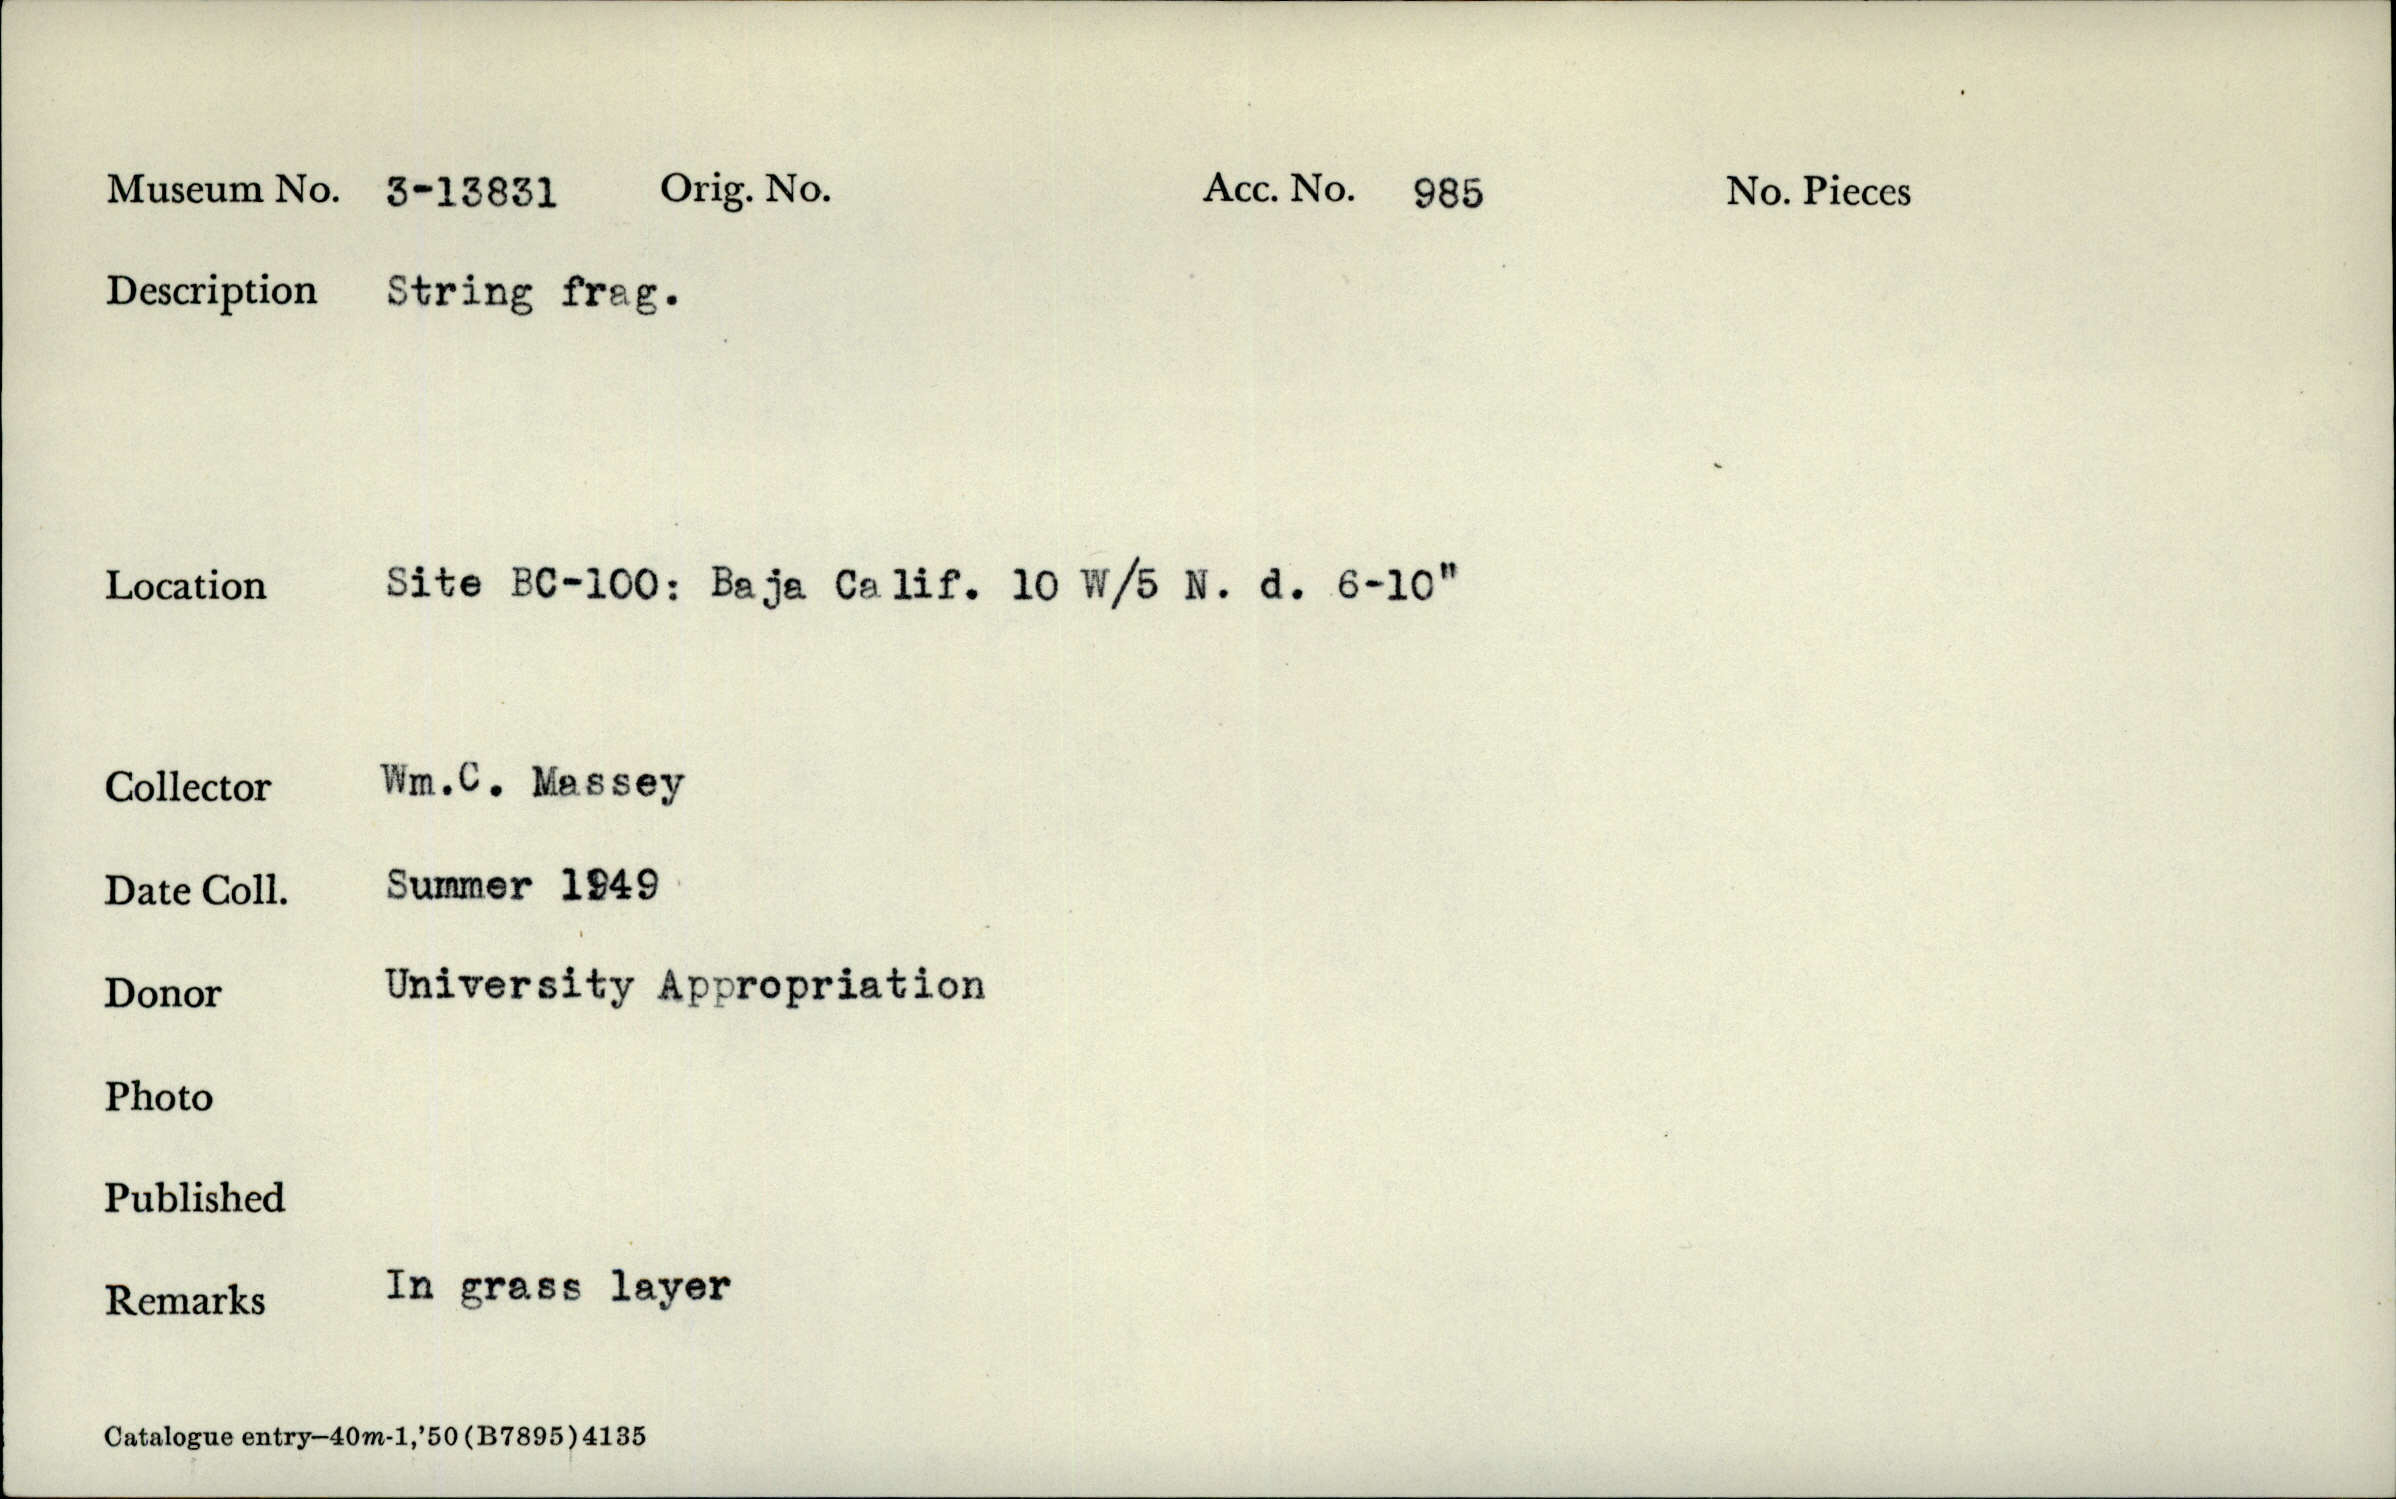 Museum No. 3-13831 Orig. No. Acc. No. 985 No. Pieces
Description String frag.
Location Site BC-100: Baja Calif. 10 W/5 N. d. 6-10"
Collector Wm.C. Massey
Date Coll. Summer 1949
Donor University Appropriation
Photo
Published
Remarks In grass layer
Catalogue entry—40m-1,'50 (B7895) 4135